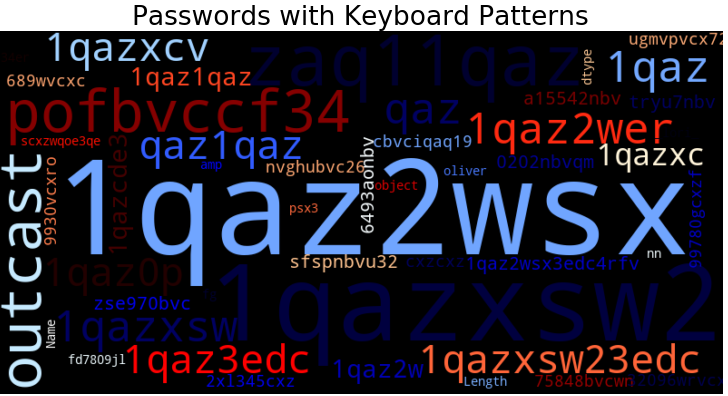 Passwords with Keyboard Patterns
1qazxcv
zaq11qaz
ugmvpvcx72
689wvcxc
1qaz1qaz
dtype
1qaz
pofbvccf34
qaz
a15542nbv
tryu7nbv
scxzwqoe3qe
qaz1qaz
cbvciqaq19
1qaz2wer
1qazcde3
amp
nvghubvc26
oliver
0202nbvqm
1qazxc
outcast
9930vcxro
1qaz2wsx
object
6493aonby
psx3
99780gcxzf
nn
1qaz0p
sfspnbvu32
1qaz2wsx3edc4rfv
zse970bvc
1qazxsw2
1qazxsw
Name
fd7809jl
1qaz3edc
1qaz2w
1qazxsw23edc
2x1345cxz
Length
75848bvcwn